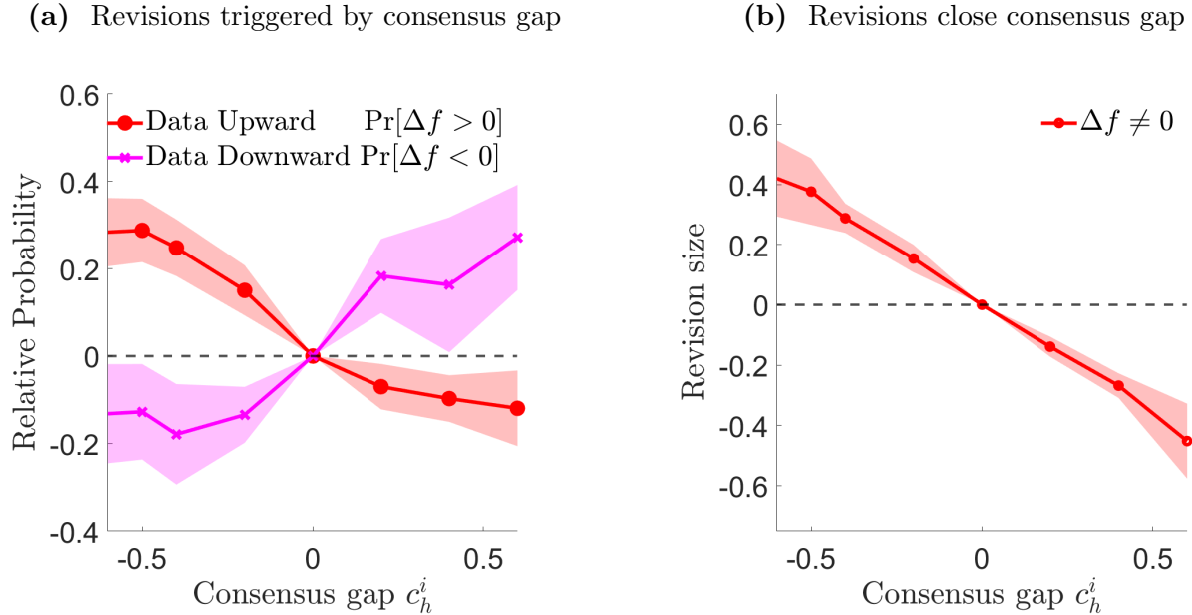 (a) Revisions triggered by consensus gap
0.6
0.4
0.2
0
-0.2
-0.4
Relative Probability
Data Upward Pr[Δf > 0]
Data Downward Pr[Δf < 0]
-0.5 0 0.5
Consensus gap c_h^i
(b) Revisions close consensus gap
0.6
0.4
0.2
0
-0.2
-0.4
-0.6
Revision size
Δf ≠ 0
-0.5 0 0.5
Consensus gap c_h^i